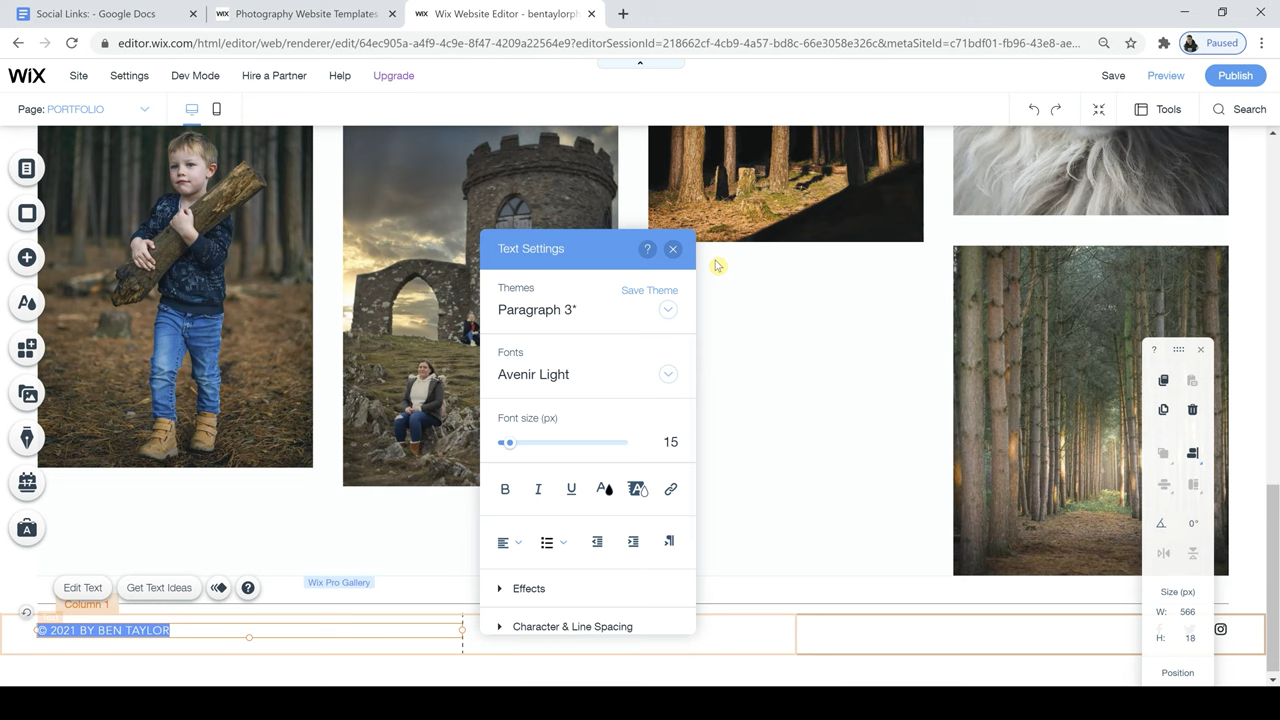 Social Links: - Google Docs
Photography Website Templates
Wix Website Editor - bentaylorph
editor.wix.com/html/editor/web/renderer/edit/64ec905a-a4f9-4c9e-8f47-42f9a22564e9?editorSessionId=218662cf-4cb9-4a57-bd8c-66e3058e326c&metaSiteId=c71bdf01-fb96-43e8-ae...
Paused
WiX Site Settings Dev Mode Hire a Partner Help Upgrade Save Preview Publish
Page: PORTFOLIO Tools Search
Text Settings ?
Themes
Save Theme
Paragraph 3*
Fonts
Avenir Light
Font size (px)
15
B I U A A
Effects
Character & Line Spacing
?
0°
Size (px)
W: 566
H: 18
Position
17
A
Wix Pro Gallery
Edit Text Get Text Ideas ?
Column 1
© 2021 BY BEN TAYLOR